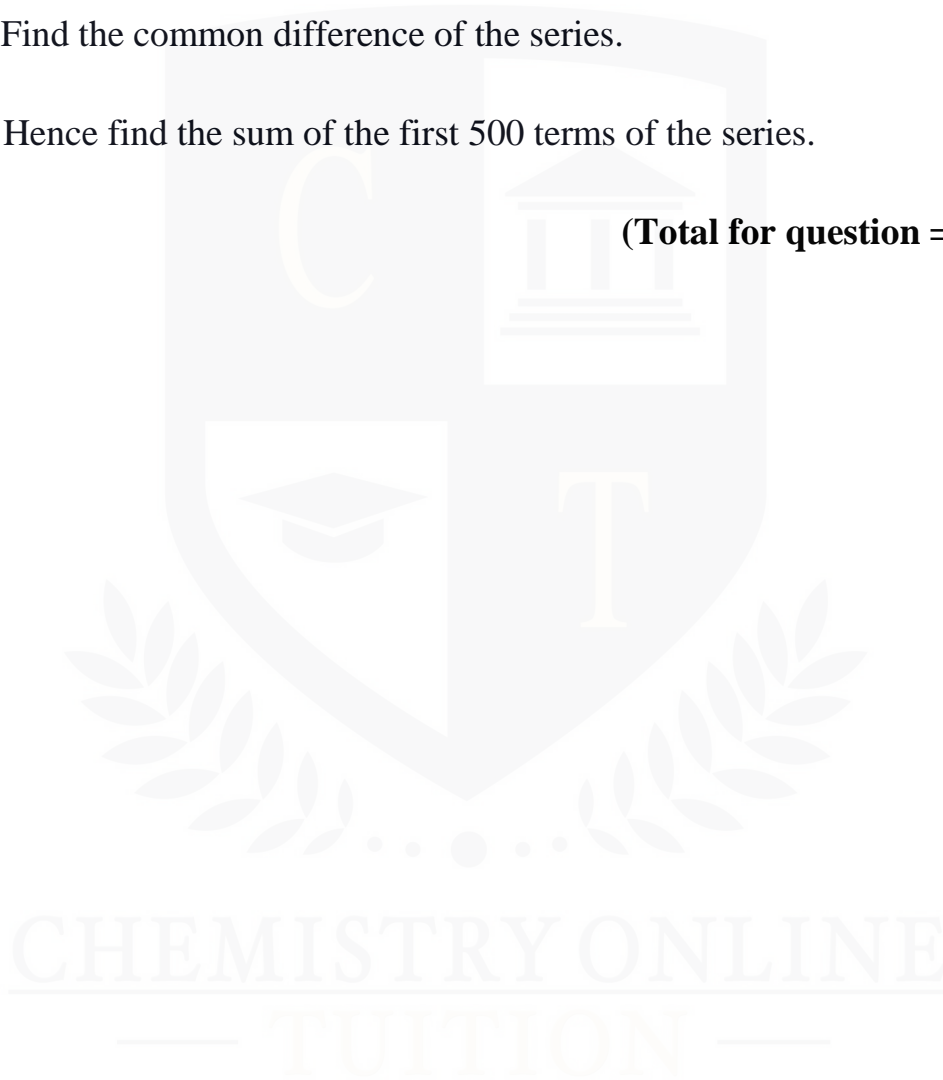 Find the common difference of the series.
Hence find the sum of the first 500 terms of the series.
(Total for question =
C
T
CHEMISTRY ONLINE
TUITION